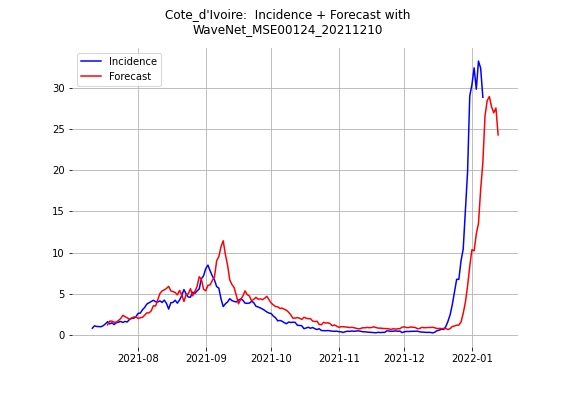 Cote_d'Ivoire:  Incidence + Forecast with
WaveNet_MSE00124_20211210
Incidence
Forecast
30
25
20
15
10
5
0
2021-08 2021-09 2021-10 2021-11 2021-12 2022-01